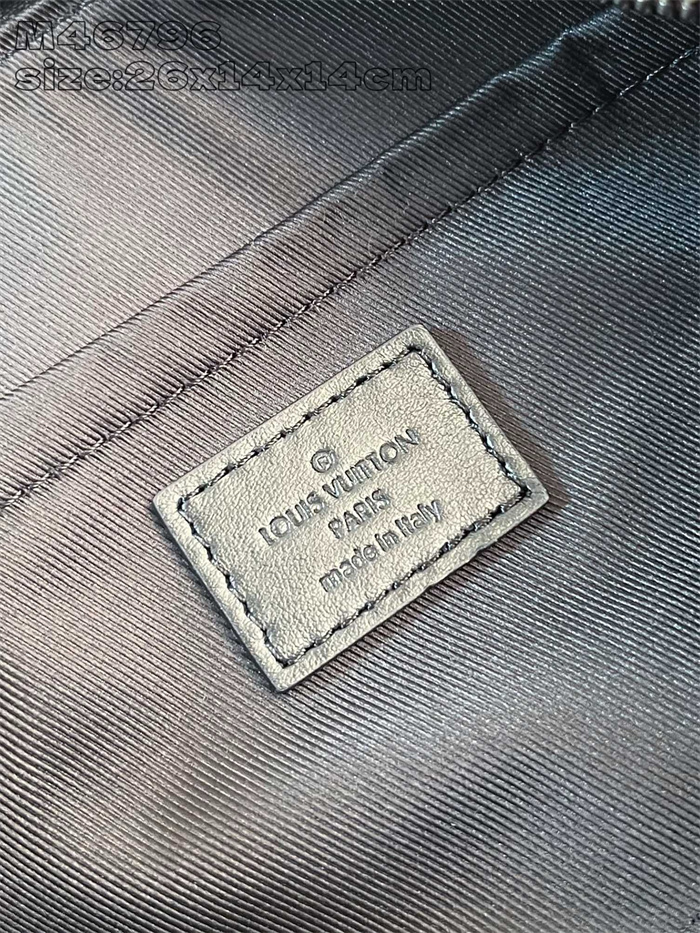 M46796
size:26x14x14cm
®
LOUIS VUITTON
PARIS
made in Italy